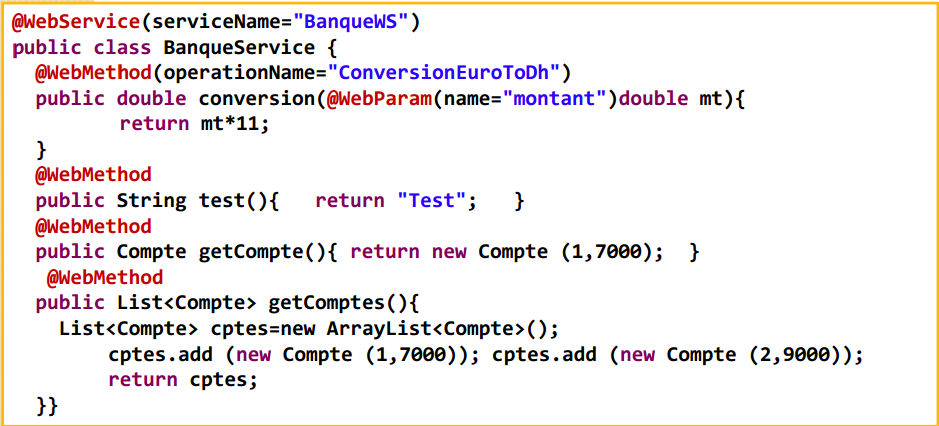 @WebService(serviceName="BanqueWS")
public class BanqueService {
@WebMethod(operationName="ConversionEuroToDh")
public double conversion(@WebParam(name="montant")double mt){
return mt*11;
}
@WebMethod
public String test(){ return "Test"; }
@WebMethod
public Compte getCompte(){ return new Compte (1,7000); }
@WebMethod
public List<Compte> getComptes(){
List<Compte> cptes=new ArrayList<Compte>();
cptes.add (new Compte (1,7000)); cptes.add (new Compte (2,9000));
return cptes;
}}